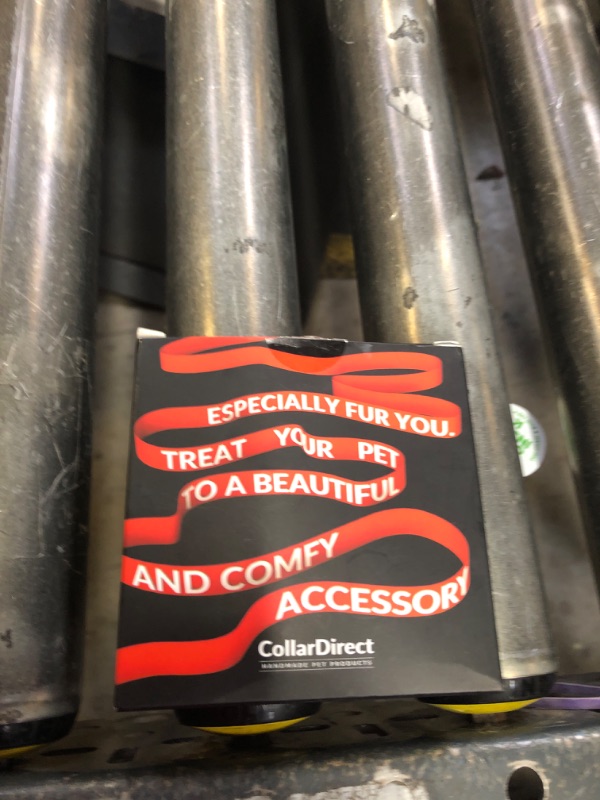 ESPECIALLY FUR YOU.
TREAT YOUR PET
TO A BEAUTIFUL
AND COMFY
ACCESSORY
CollarDirect
HANDMADE PET PRODUCTS